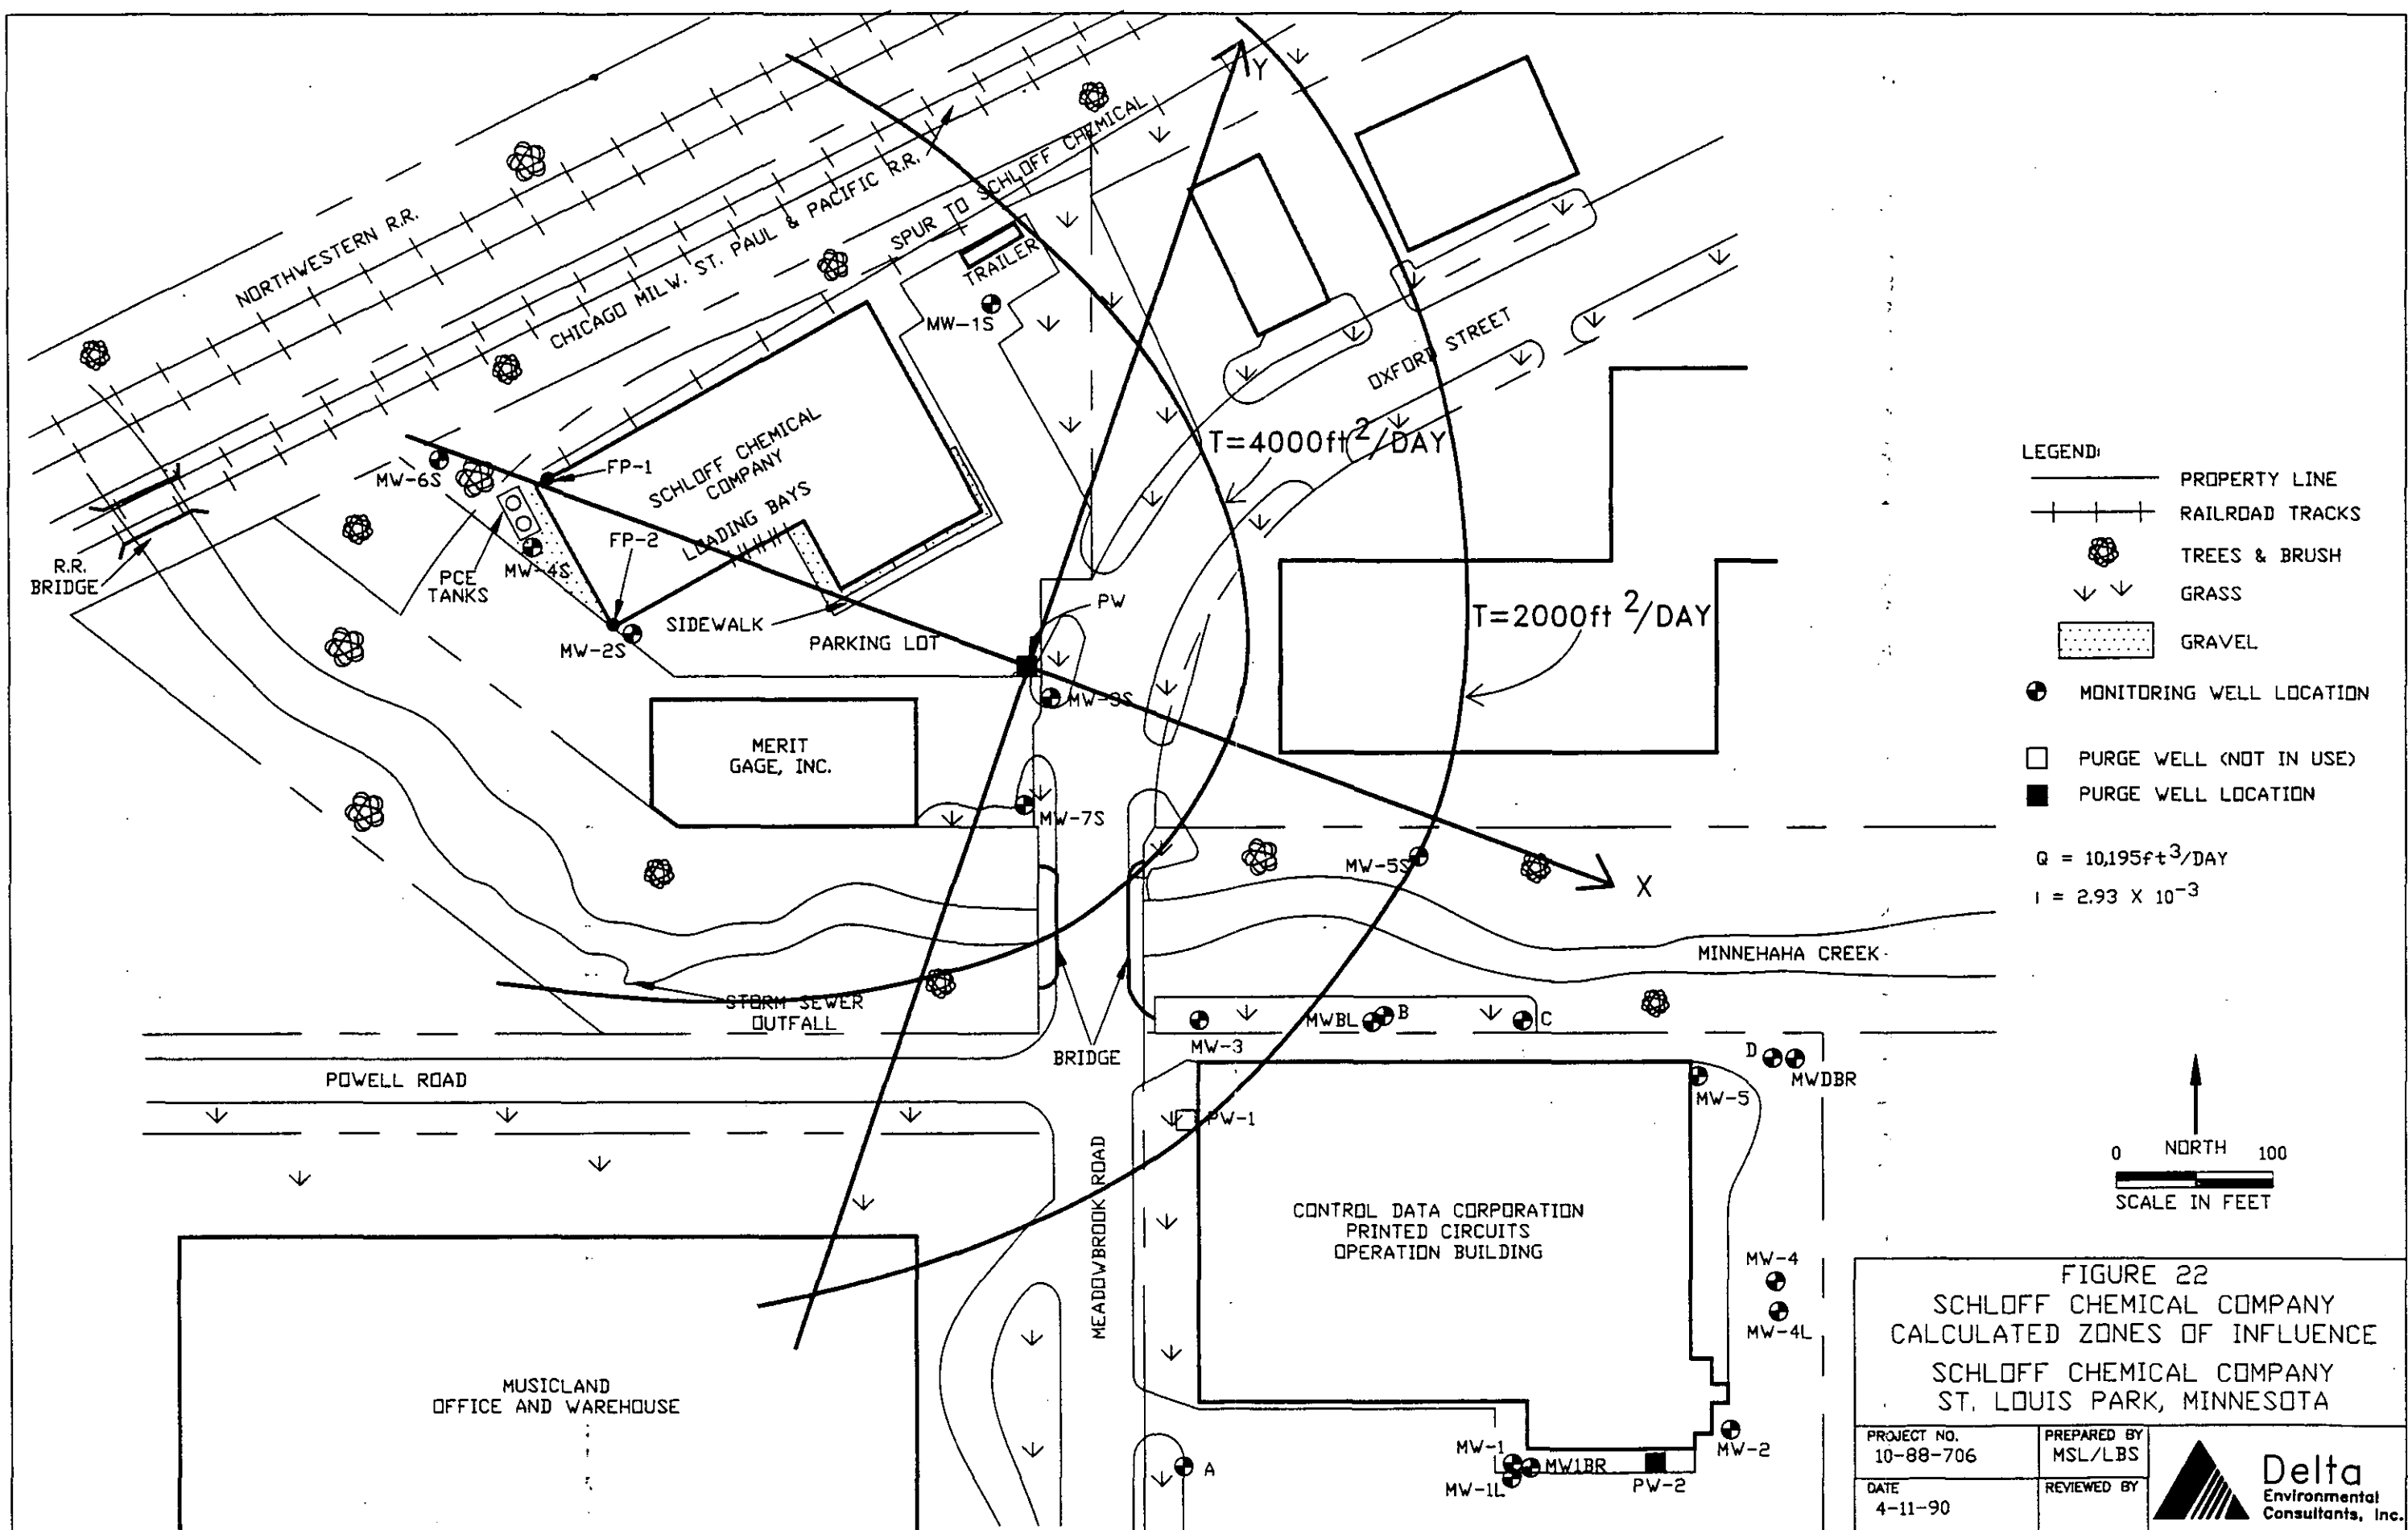 Y
NORTHWESTERN R.R.
CHICAGO MILW. ST. PAUL & PACIFIC R.R.
SPUR TO SCHLOFF CHEMICAL
TRAILER
MW-1S
OXFORD STREET
T=4000ft 2/DAY
T=2000ft 2/DAY
MW-6S
FP-1
SCHLOFF CHEMICAL
COMPANY
LOADING BAYS
FP-2
R.R.
BRIDGE
PCE
TANKS
MW-4S
MW-2S
SIDEWALK
PARKING LOT
PW
MW-3S
MERIT
GAGE, INC.
MW-7S
MW-5S
X
MINNEHAHA CREEK
STORM SEWER
OUTFALL
BRIDGE
MW-3
MWBL
B
C
D
MWDBR
MW-5
POWELL ROAD
PW-1
MEADOWBROOK ROAD
CONTROL DATA CORPORATION
PRINTED CIRCUITS
OPERATION BUILDING
MW-4
MW-4L
MUSICLAND
OFFICE AND WAREHOUSE
A
MW-1
MW1BR
MW-1L
PW-2
MW-2
LEGEND:
PROPERTY LINE
RAILROAD TRACKS
TREES & BRUSH
GRASS
GRAVEL
MONITORING WELL LOCATION
PURGE WELL (NOT IN USE)
PURGE WELL LOCATION
Q = 10,195ft3/DAY
I = 2.93 X 10-3
NORTH
0 100
SCALE IN FEET
FIGURE 22
SCHLOFF CHEMICAL COMPANY
CALCULATED ZONES OF INFLUENCE
SCHLOFF CHEMICAL COMPANY
ST. LOUIS PARK, MINNESOTA
PROJECT NO.
10-88-706
PREPARED BY
MSL/LBS
DATE
4-11-90
REVIEWED BY
Delta
Environmental
Consultants, Inc.